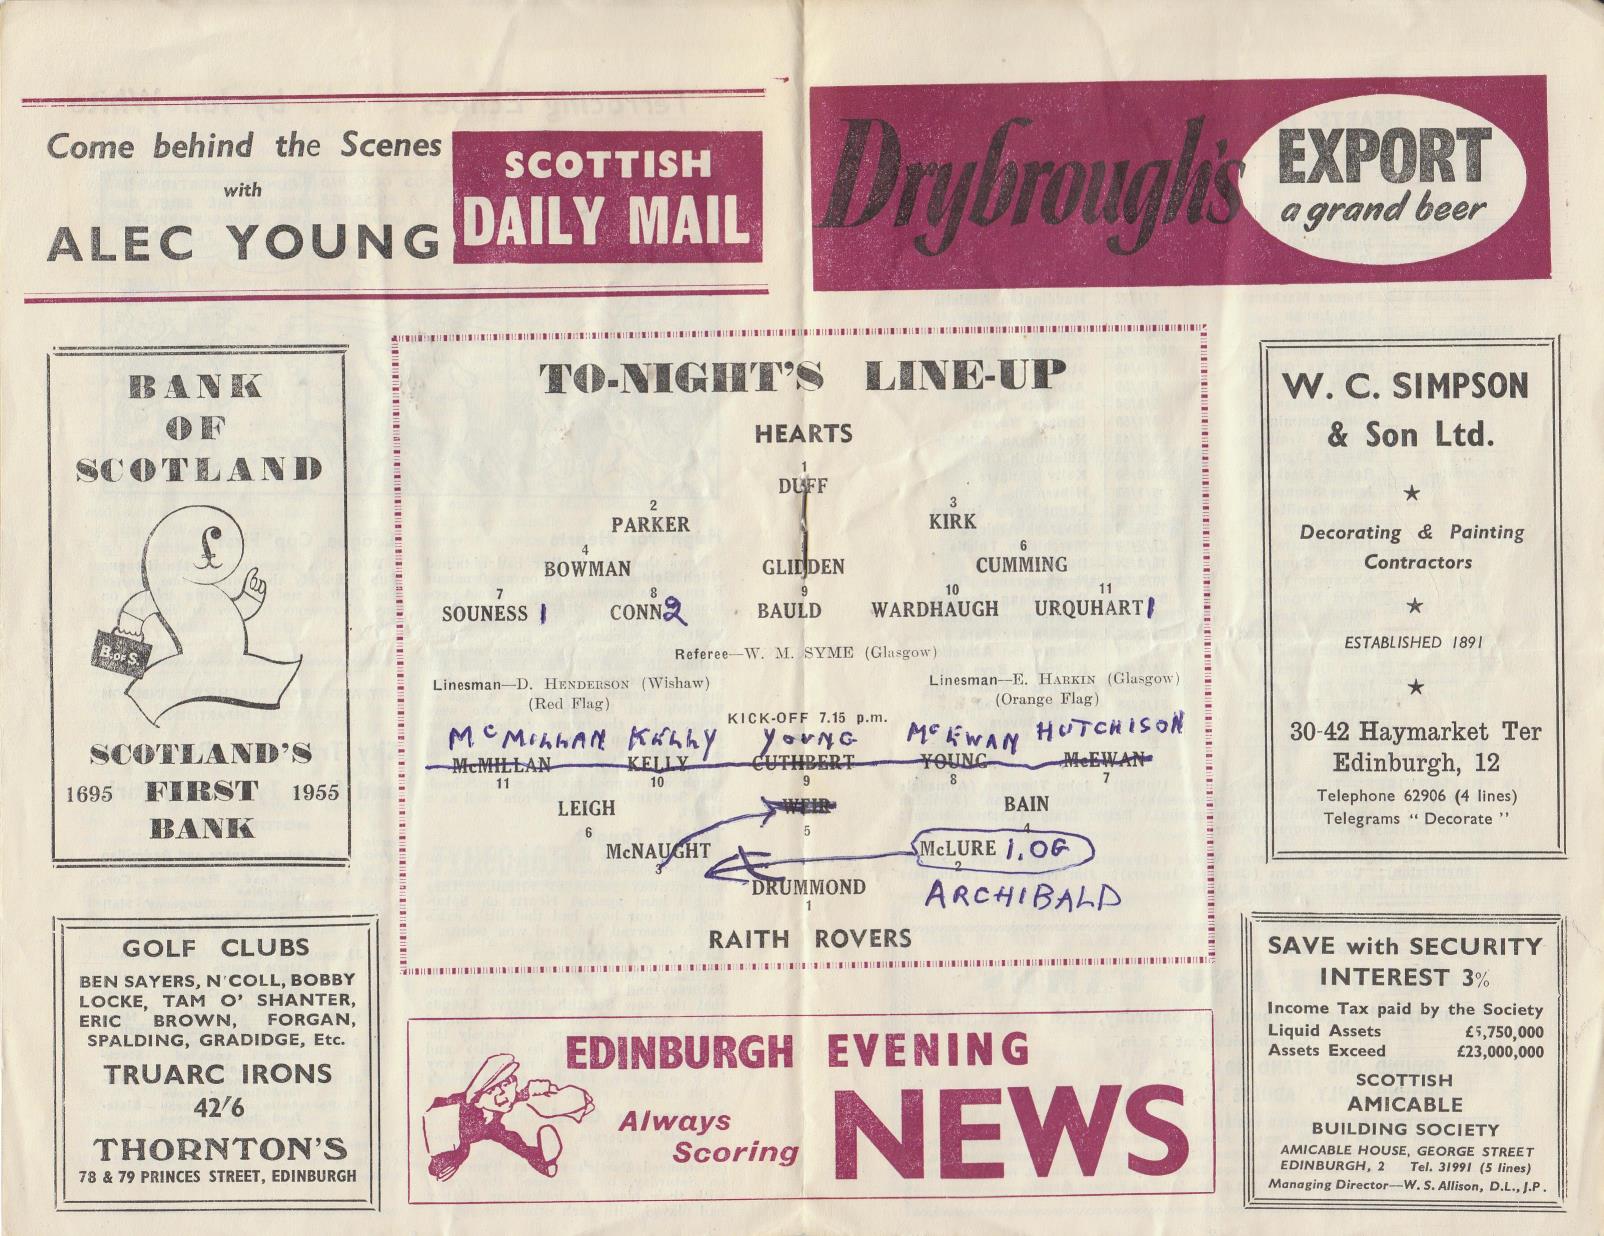 Come behind the Scenes
with
ALEC YOUNG
SCOTTISH
DAILY MAIL
Drybrough's
EXPORT
a grand beer
BANK
OF
SCOTLAND
£
B.OF S.
SCOTLAND'S
1695 FIRST 1955
BANK
TO-NIGHT'S LINE-UP
HEARTS
1
DUFF
2 3
PARKER KIRK
4 6
BOWMAN GLIDDEN CUMMING
7 8 9 10 11
SOUNESS 1 CONN 2 BAULD WARDHAUGH URQUHART 1
Referee—W. M. SYME (Glasgow)
Linesman—D. HENDERSON (Wishaw) Linesman—E. HARKIN (Glasgow)
(Red Flag) (Orange Flag)
KICK-OFF 7.15 p.m.
McMILLAN KELLY YOUNG McEWAN HUTCHISON
McMILLAN KELLY CUTHBERT YOUNG McEWAN
11 10 9 8 7
LEIGH WEIR BAIN
6 5 4
McNAUGHT McLURE 1.OG
3 2
DRUMMOND ARCHIBALD
1
RAITH ROVERS
W. C. SIMPSON
& Son Ltd.
Decorating & Painting
Contractors
ESTABLISHED 1891
30-42 Haymarket Ter
Edinburgh, 12
Telephone 62906 (4 lines)
Telegrams " Decorate "
GOLF CLUBS
BEN SAYERS, N'COLL, BOBBY
LOCKE, TAM O' SHANTER,
ERIC BROWN, FORGAN,
SPALDING, GRADIDGE, Etc.
TRUARC IRONS
42/6
THORNTON'S
78 & 79 PRINCES STREET, EDINBURGH
EDINBURGH EVENING
NEWS
Always
Scoring
SAVE with SECURITY
INTEREST 3%
Income Tax paid by the Society
Liquid Assets £5,750,000
Assets Exceed £23,000,000
SCOTTISH
AMICABLE
BUILDING SOCIETY
AMICABLE HOUSE, GEORGE STREET
EDINBURGH, 2 Tel. 31991 (5 lines)
Managing Director—W. S. Allison, D.L., J.P.